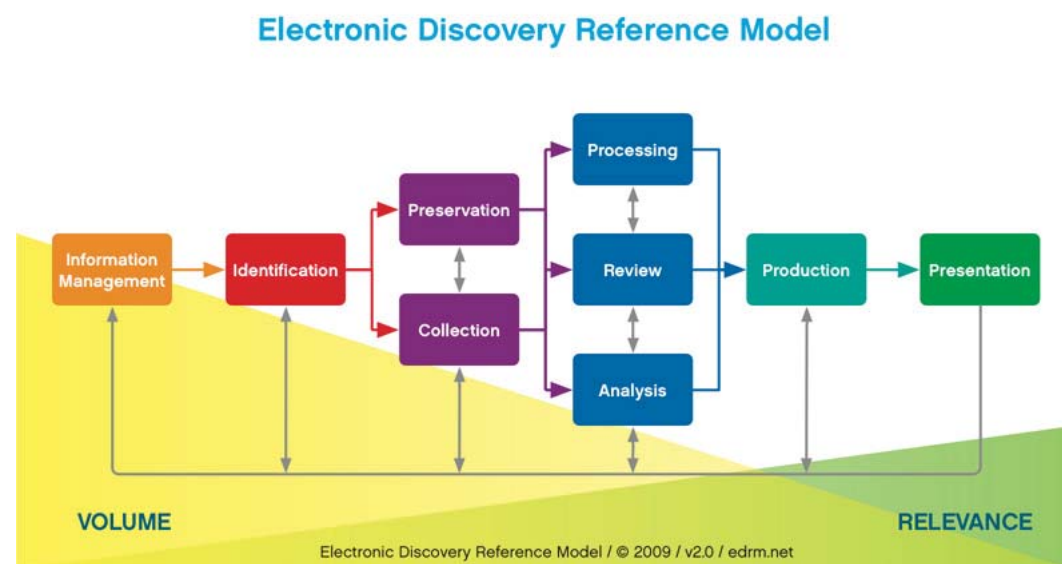 Electronic Discovery Reference Model
Processing
Preservation
Information
Management
Identification
Review
Production
Presentation
Collection
Analysis
VOLUME
RELEVANCE
Electronic Discovery Reference Model / © 2009 / v2.0 / edrm.net